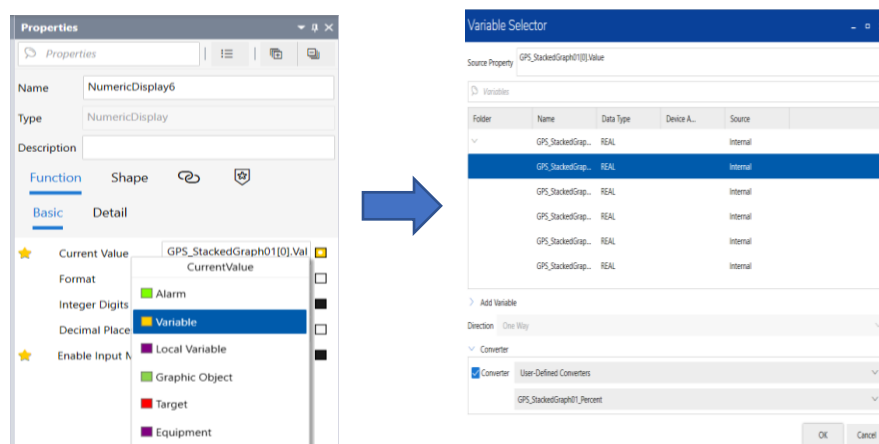 Properties
Properties
Name NumericDisplay6
Type NumericDisplay
Description
Function Shape
Basic Detail
Current Value GPS_StackedGraph01[0].Val
CurrentValue
Format
Alarm
Integer Digits
Variable
Decimal Place
Local Variable
Enable Input M
Graphic Object
Target
Equipment
Variable Selector
Source Property GPS_StackedGraph01[0].Value
Variables
Folder Name Data Type Device A... Source
GPS_StackedGrap... REAL Internal
GPS_StackedGrap... REAL Internal
GPS_StackedGrap... REAL Internal
GPS_StackedGrap... REAL Internal
GPS_StackedGrap... REAL Internal
GPS_StackedGrap... REAL Internal
Add Variable
Direction One Way
Converter
Converter User-Defined Converters
GPS_StackedGraph01_Percent
OK Cancel